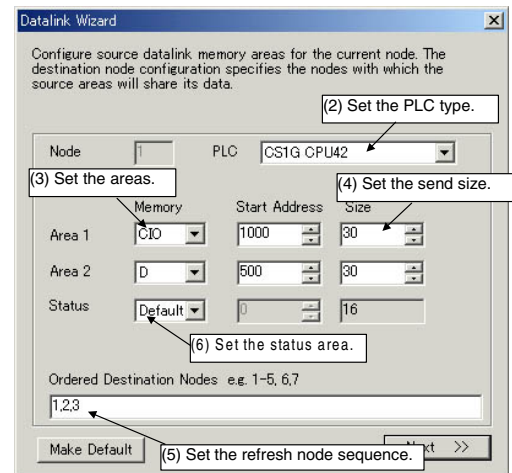 Datalink Wizard
Configure source datalink memory areas for the current node. The
destination node configuration specifies the nodes with which the
source areas will share its data.
(2) Set the PLC type.
Node 1 PLC CS1G CPU42
(3) Set the areas.
(4) Set the send size.
Memory Start Address Size
Area 1 CIO 1000 30
Area 2 D 500 30
Status Default 0 16
(6) Set the status area.
Ordered Destination Nodes e.g. 1-5, 6,7
1,2,3
Make Default
(5) Set the refresh node sequence.
>>